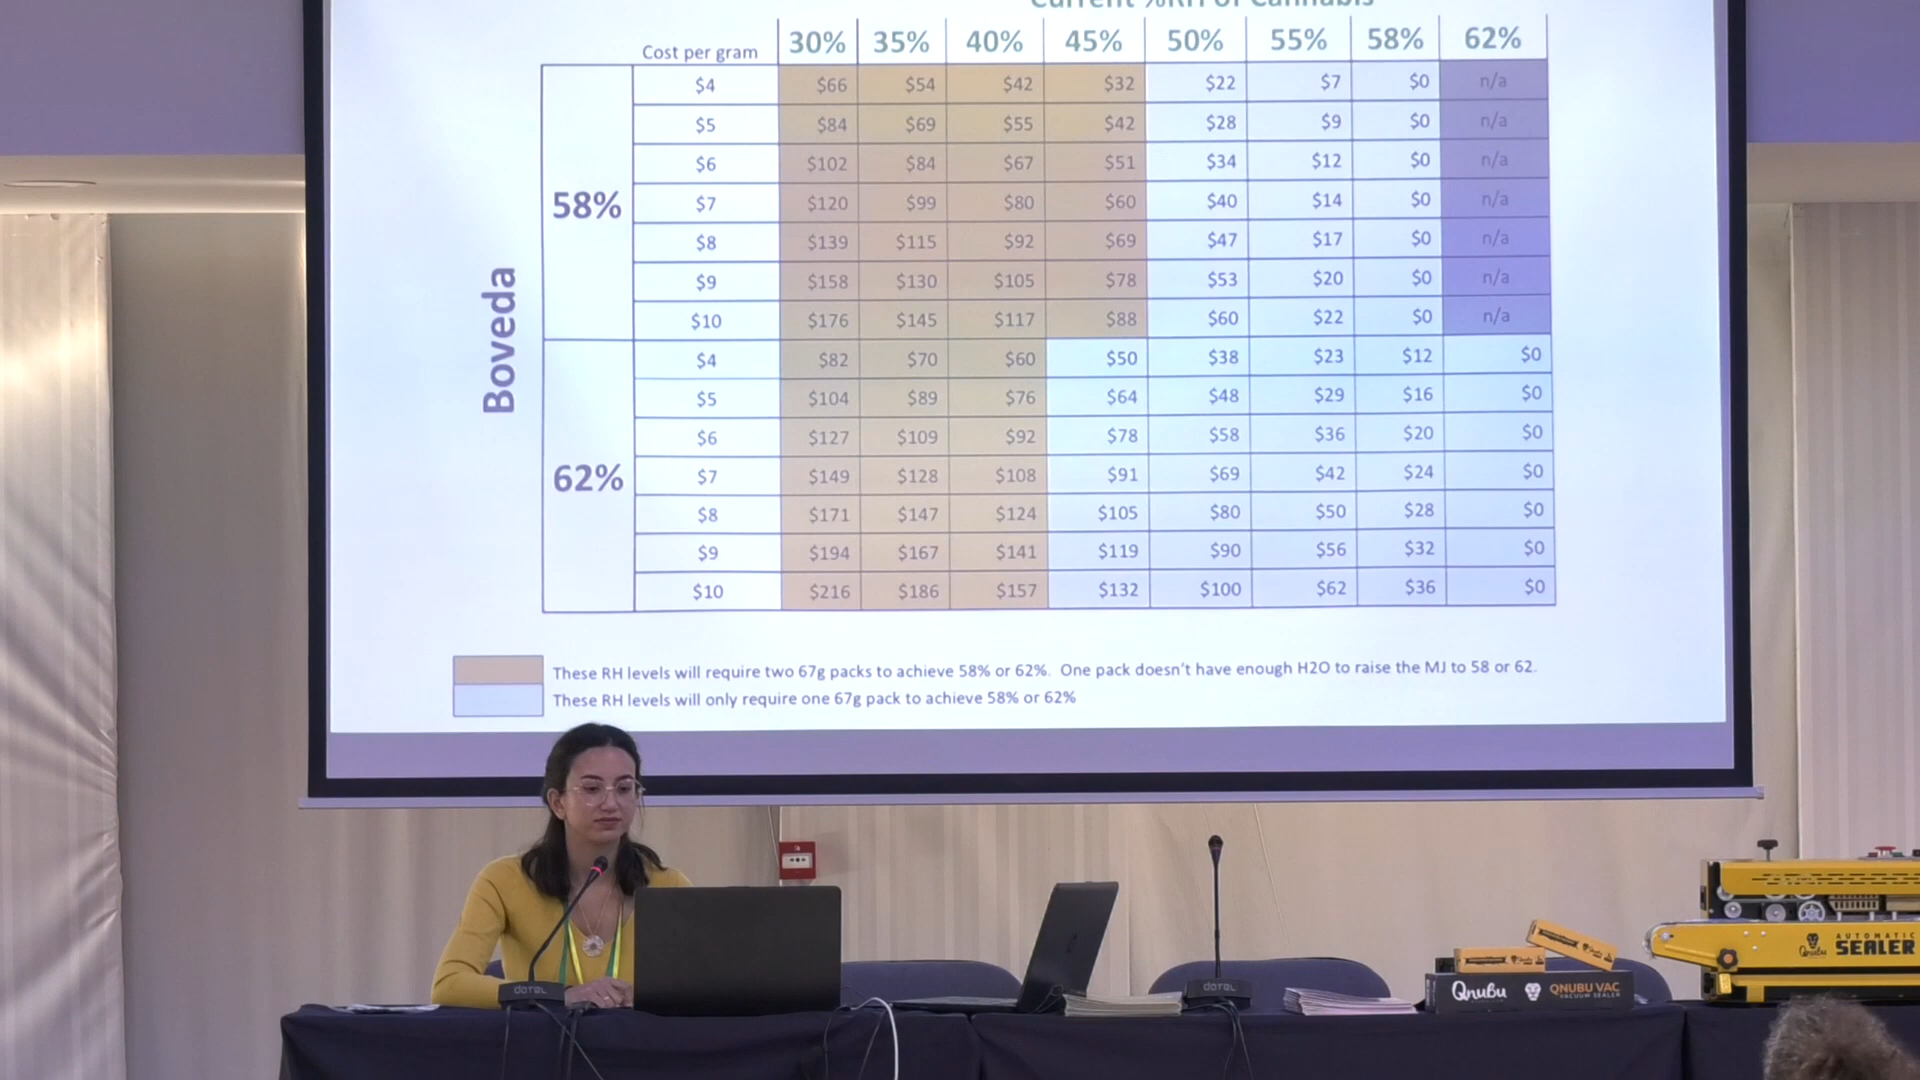 Current %RH of Cannabis
Cost per gram 30% 35% 40% 45% 50% 55% 58% 62%
Boveda
58%
$4 $66 $54 $42 $32 $22 $7 $0 n/a
$5 $84 $69 $55 $42 $28 $9 $0 n/a
$6 $102 $84 $67 $51 $34 $12 $0 n/a
$7 $120 $99 $80 $60 $40 $14 $0 n/a
$8 $139 $115 $92 $69 $47 $17 $0 n/a
$9 $158 $130 $105 $78 $53 $20 $0 n/a
$10 $176 $145 $117 $88 $60 $22 $0 n/a
62%
$4 $82 $70 $60 $50 $38 $23 $12 $0
$5 $104 $89 $76 $64 $48 $29 $16 $0
$6 $127 $109 $92 $78 $58 $36 $20 $0
$7 $149 $128 $108 $91 $69 $42 $24 $0
$8 $171 $147 $124 $105 $80 $50 $28 $0
$9 $194 $167 $141 $119 $90 $56 $32 $0
$10 $216 $186 $157 $132 $100 $62 $36 $0
These RH levels will require two 67g packs to achieve 58% or 62%. One pack doesn't have enough H2O to raise the MJ to 58 or 62.
These RH levels will only require one 67g pack to achieve 58% or 62%
AUTOMATIC
Qnubu SEALER
Qnubu QNUBU VAC
VACUUM SEALER
dotel
dotel